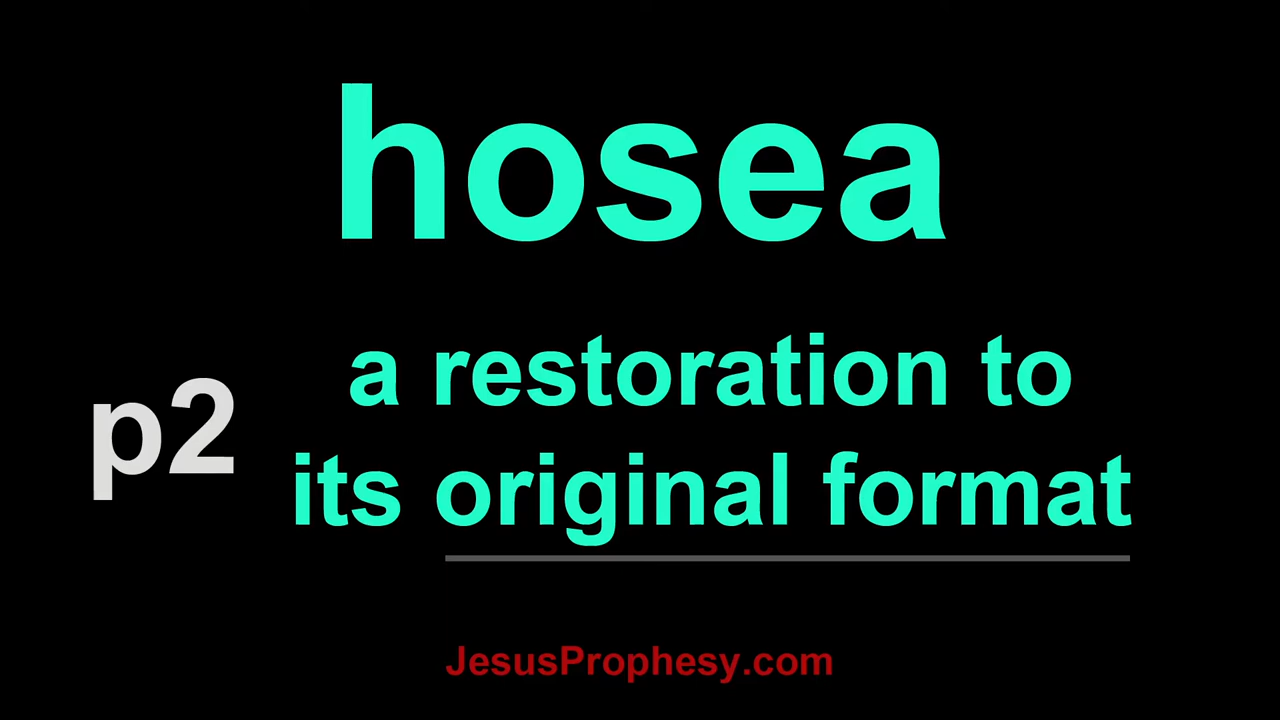 hosea
a restoration to
p2
its original format
JesusProphesy.com